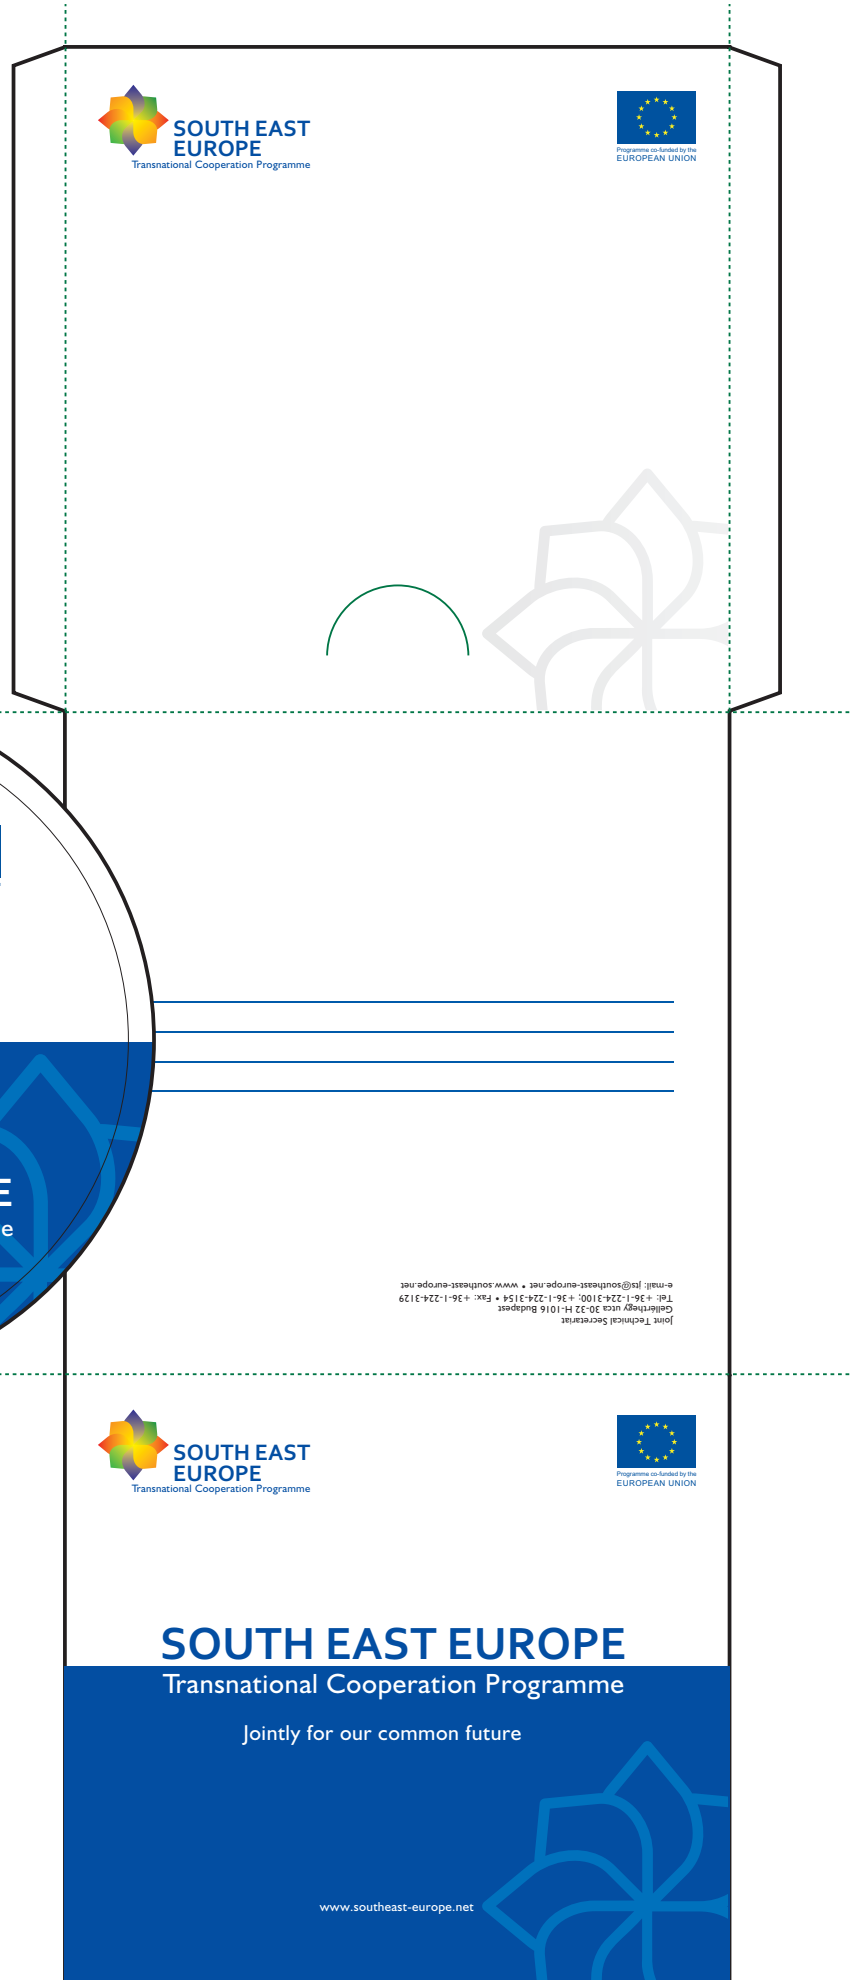 SOUTH EAST
EUROPE
Transnational Cooperation Programme
Programme co-funded by the
EUROPEAN UNION
E
e
Joint Technical Secretariat
Gellérthegy utca 30-32 H-1016 Budapest
Tel: +36-1-224-3100; +36-1-224-3154 • Fax: +36-1-224-3129
e-mail: jts@southeast-europe.net • www.southeast-europe.net
SOUTH EAST
EUROPE
Transnational Cooperation Programme
Programme co-funded by the
EUROPEAN UNION
SOUTH EAST EUROPE
Transnational Cooperation Programme
Jointly for our common future
www.southeast-europe.net